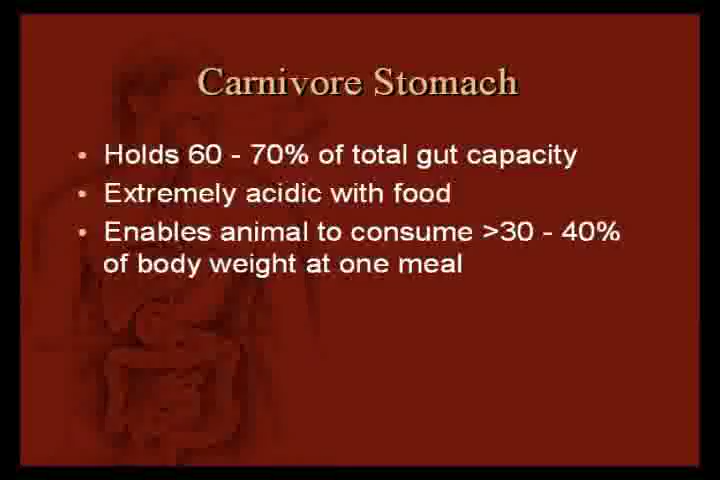 Carnivore Stomach
• Holds 60 - 70% of total gut capacity
• Extremely acidic with food
• Enables animal to consume >30 - 40%
of body weight at one meal